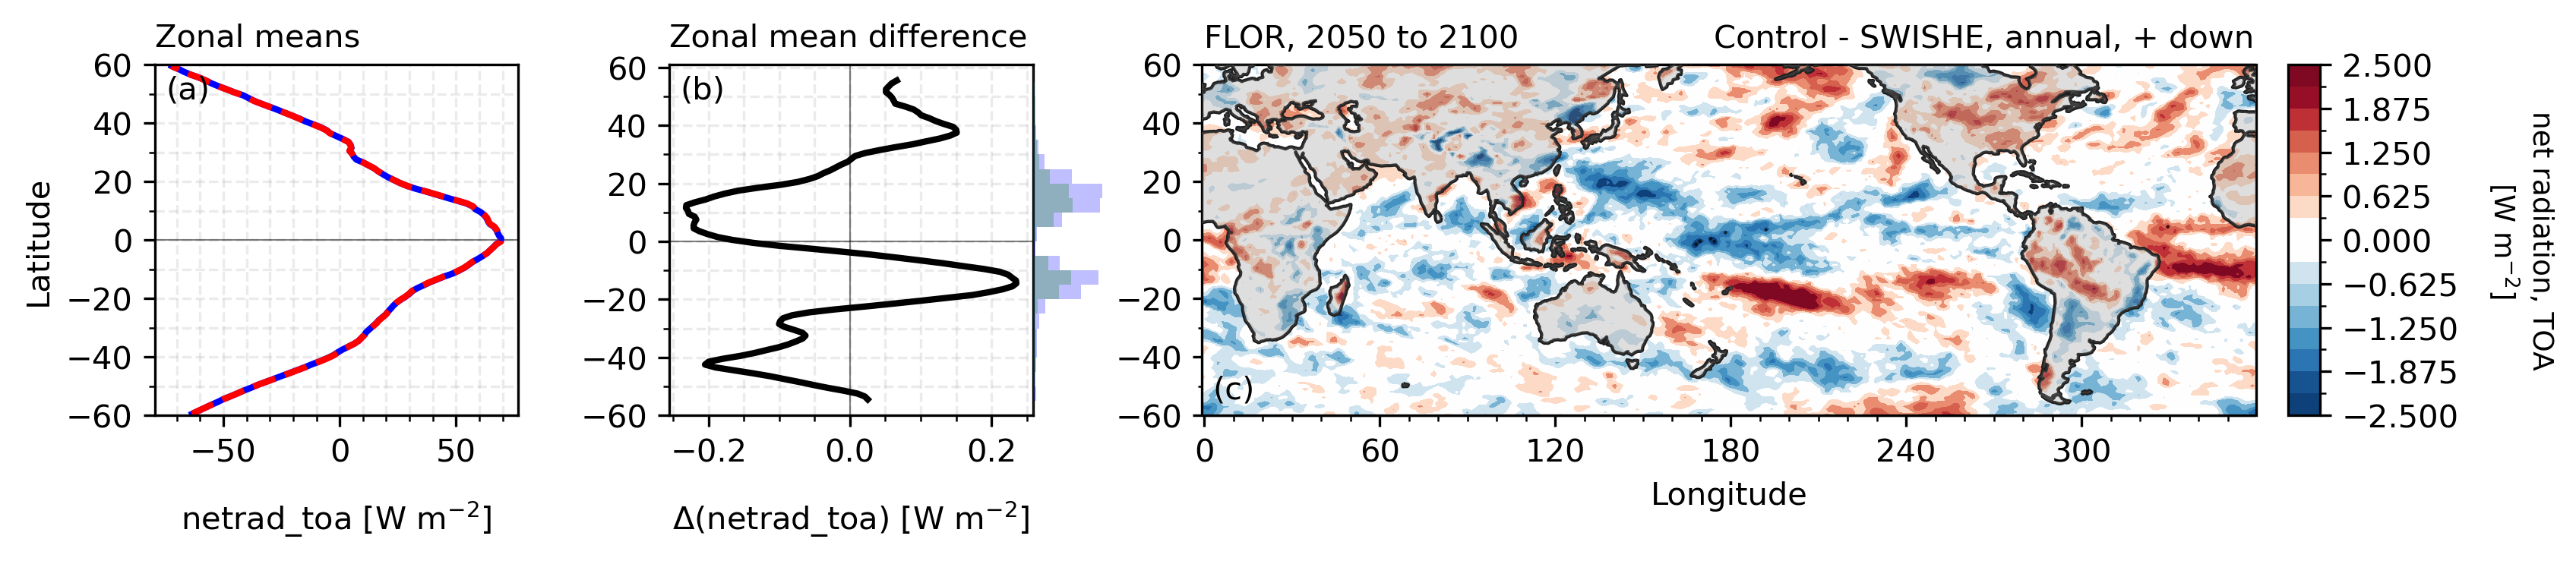 Zonal means
(a)
60
40
20
0
−20
−40
−60
Latitude
−50 0 50
netrad_toa [W m−2]
Zonal mean difference
(b)
60
40
20
0
−20
−40
−60
−0.2 0.0 0.2
Δ(netrad_toa) [W m−2]
FLOR, 2050 to 2100 Control - SWISHE, annual, + down
60
40
20
0
−20
−40
−60
(c)
0 60 120 180 240 300
Longitude
2.500
1.875
1.250
0.625
0.000
−0.625
−1.250
−1.875
−2.500
net radiation, TOA
[W m−2]